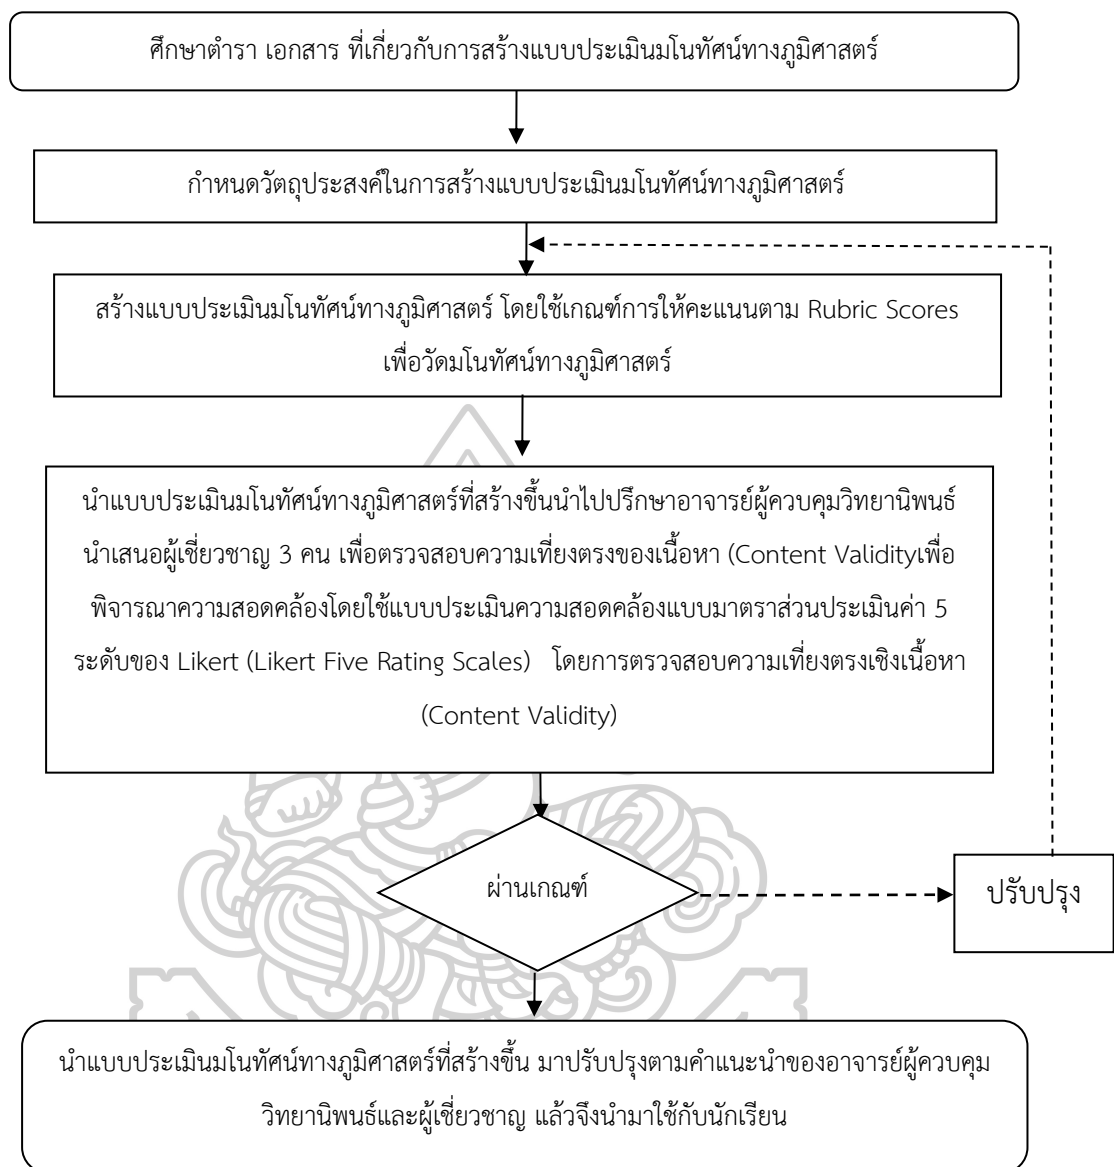 ศึกษาตำรา เอกสาร ที่เกี่ยวกับการสร้างแบบประเมินมโนทัศน์ทางภูมิศาสตร์
กำหนดวัตถุประสงค์ในการสร้างแบบประเมินมโนทัศน์ทางภูมิศาสตร์
สร้างแบบประเมินมโนทัศน์ทางภูมิศาสตร์ โดยใช้เกณฑ์การให้คะแนนตาม Rubric Scores
เพื่อวัดมโนทัศน์ทางภูมิศาสตร์
นำแบบประเมินมโนทัศน์ทางภูมิศาสตร์ที่สร้างขึ้นนำไปปรึกษาอาจารย์ผู้ควบคุมวิทยานิพนธ์
นำเสนอผู้เชี่ยวชาญ 3 คน เพื่อตรวจสอบความเที่ยงตรงของเนื้อหา (Content Validityเพื่อ
พิจารณาความสอดคล้องโดยใช้แบบประเมินความสอดคล้องแบบมาตราส่วนประเมินค่า 5
ระดับของ Likert (Likert Five Rating Scales) โดยการตรวจสอบความเที่ยงตรงเชิงเนื้อหา
(Content Validity)
ผ่านเกณฑ์
ปรับปรุง
นำแบบประเมินมโนทัศน์ทางภูมิศาสตร์ที่สร้างขึ้น มาปรับปรุงตามคำแนะนำของอาจารย์ผู้ควบคุม
วิทยานิพนธ์และผู้เชี่ยวชาญ แล้วจึงนำมาใช้กับนักเรียน